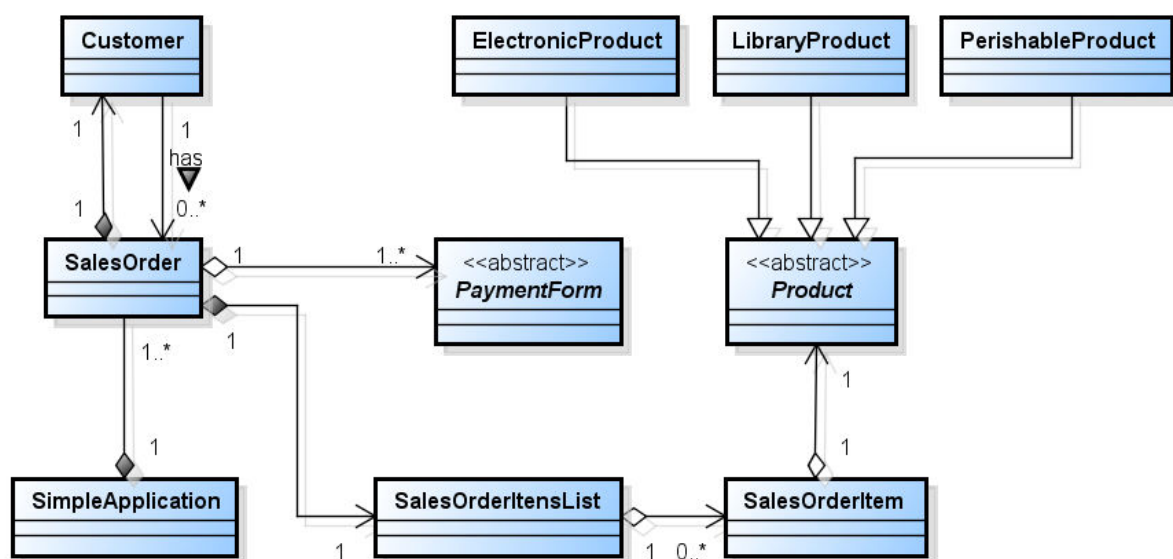 Customer
ElectronicProduct
LibraryProduct
PerishableProduct
1
1
has
1
0..*
SalesOrder
1
1..*
<<abstract>>
PaymentForm
<<abstract>>
Product
1
1..*
1
1
1
SimpleApplication
SalesOrderItensList
SalesOrderItem
1
1
0..*